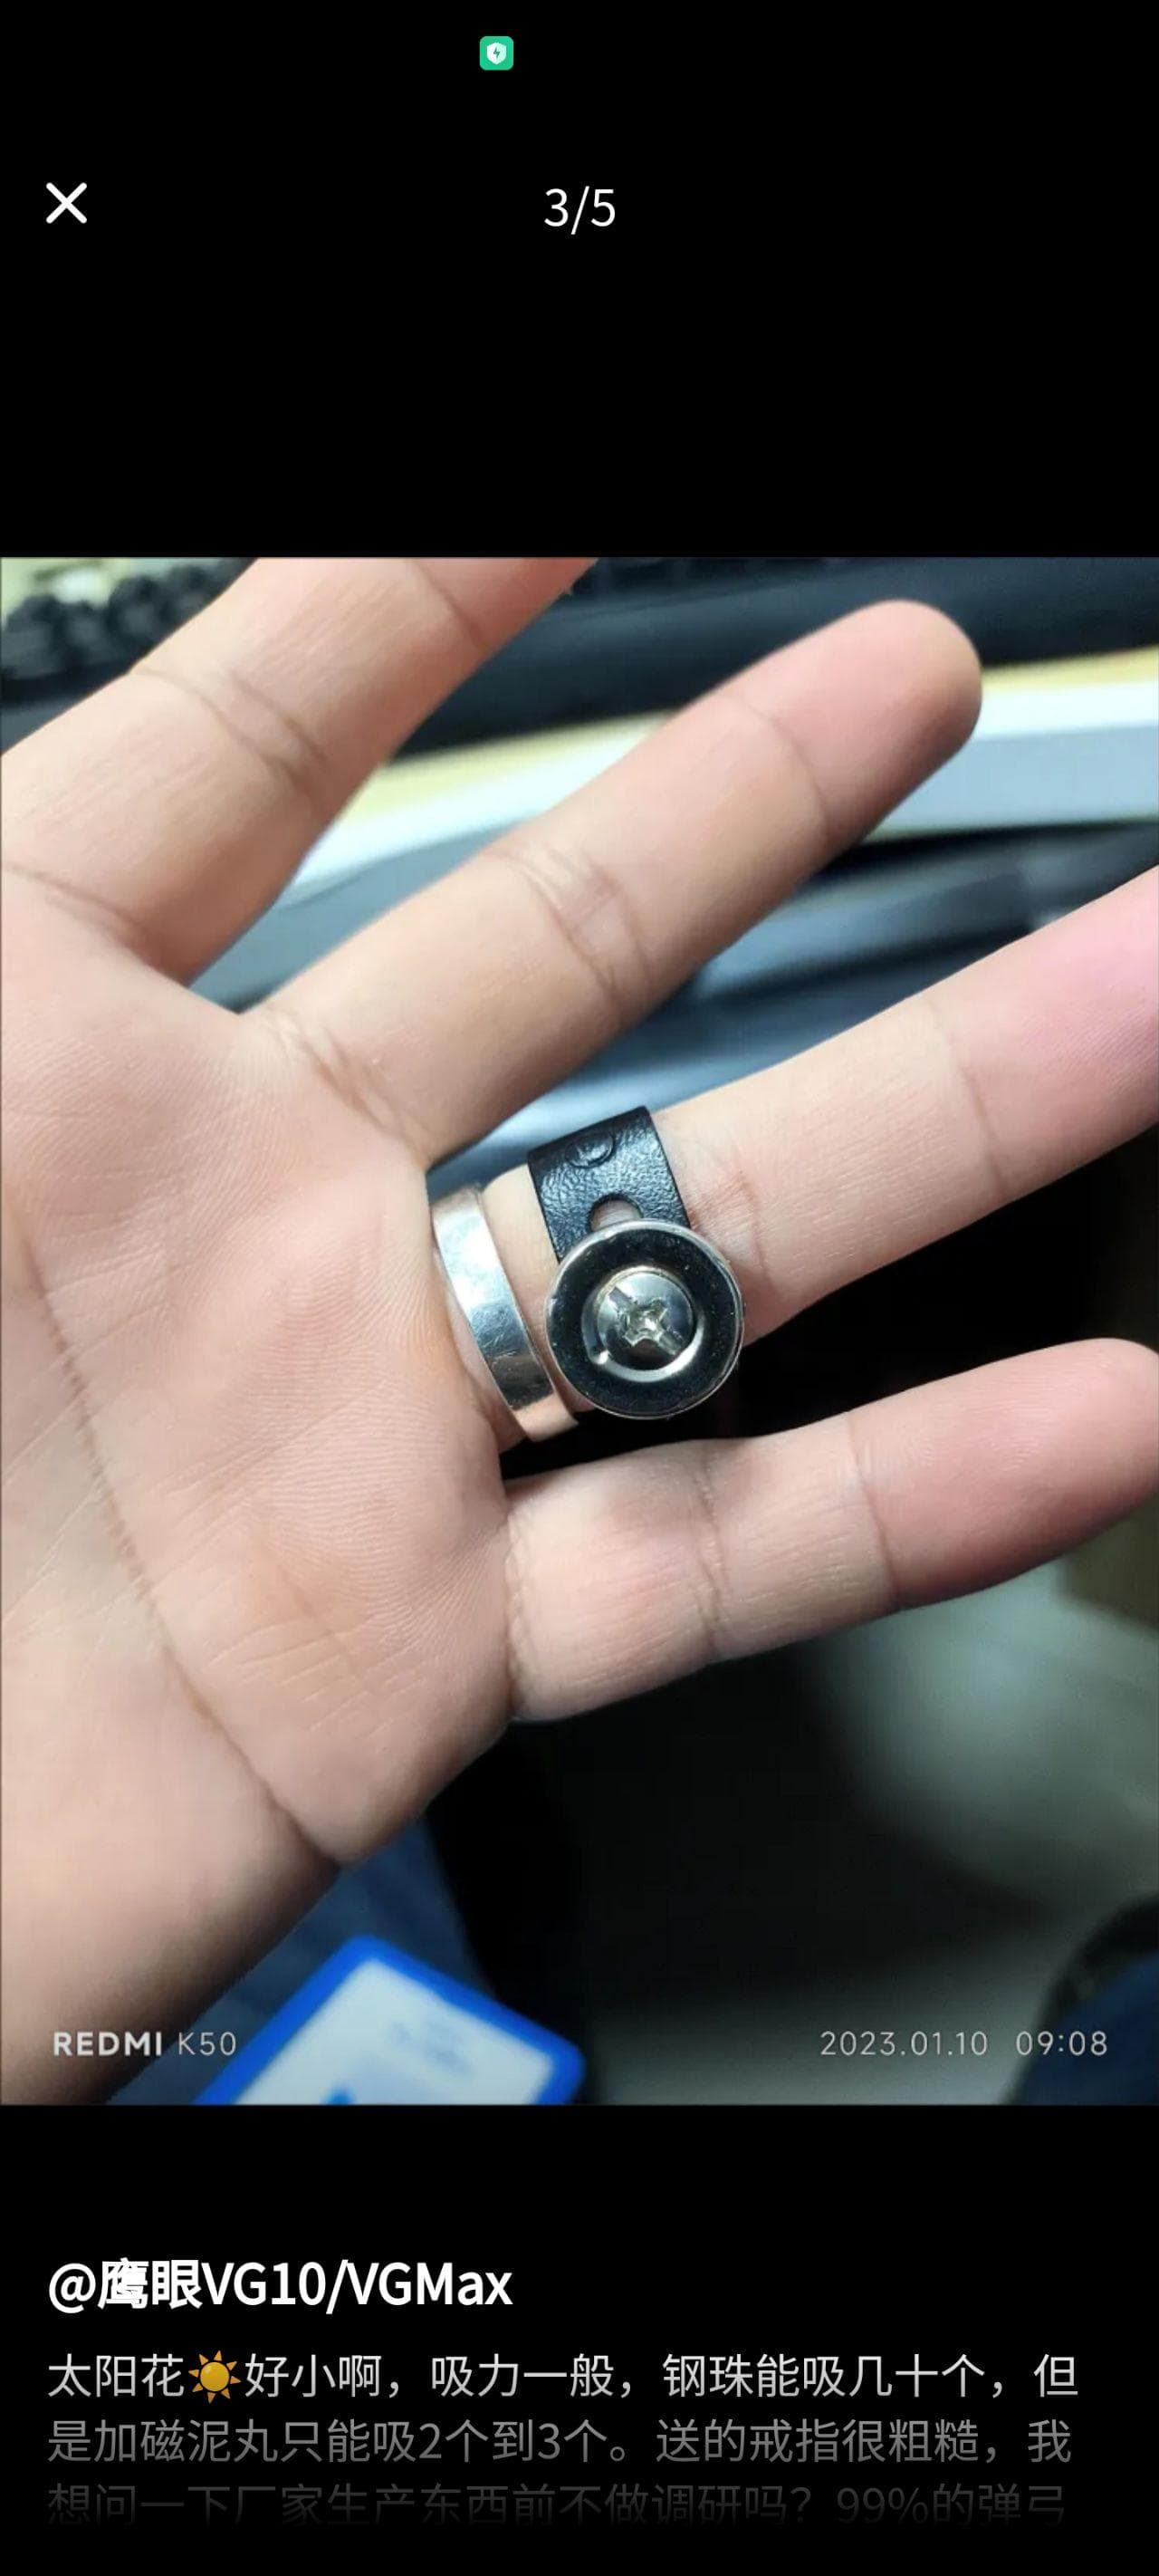 3/5
REDMI K50
2023.01.10 09:08
@鹰眼VG10/VGMax
太阳花☀️好小啊，吸力一般，钢珠能吸几十个，但
是加磁泥丸只能吸2个到3个。送的戒指很粗糙，我
想问一下厂家生产东西前不做调研吗？99%的弹弓